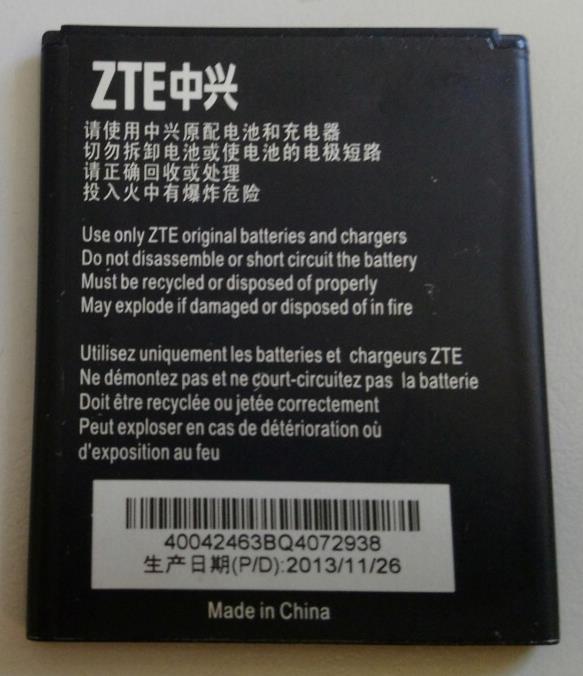 ZTE中兴
请使用中兴原配电池和充电器
切勿拆卸电池或使电池的电极短路
请正确回收或处理
投入火中有爆炸危险
Use only ZTE original batteries and chargers
Do not disassemble or short circuit the battery
Must be recycled or disposed of properly
May explode if damaged or disposed of in fire
Utilisez uniquement les batteries et chargeurs ZTE
Ne démontez pas et ne court-circuitez pas la batterie
Doit être recyclée ou jetée correctement
Peut exploser en cas de détérioration où
d'exposition au feu
40042463BQ4072938
生产日期(P/D):2013/11/26
Made in China